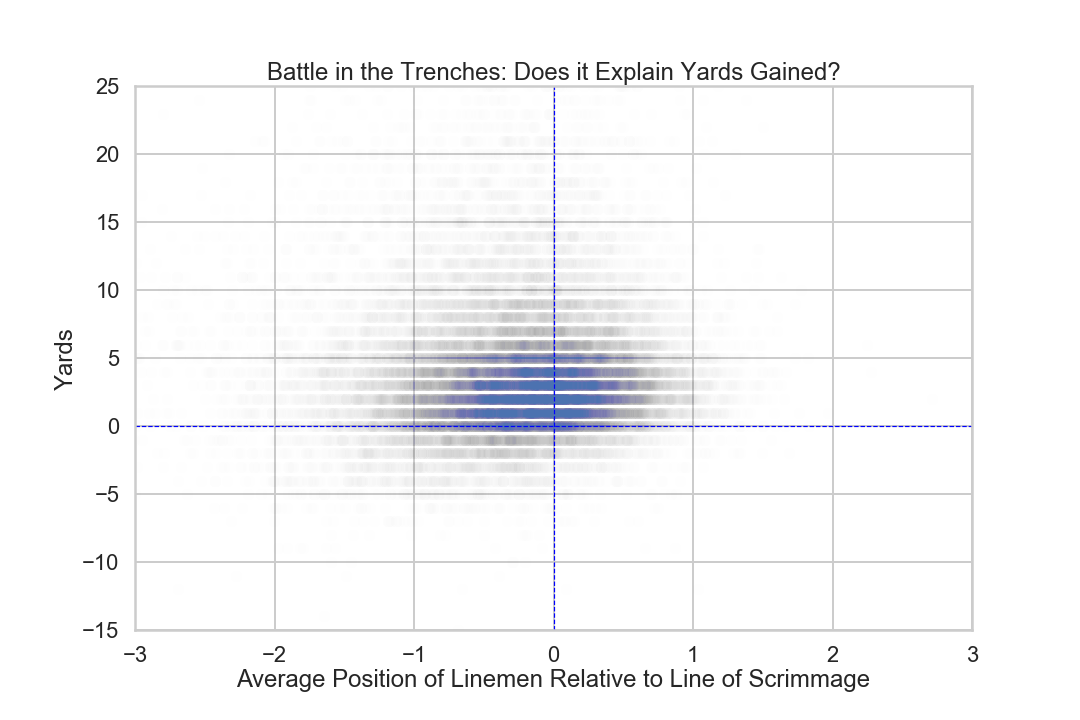 Battle in the Trenches: Does it Explain Yards Gained?
25
20
15
10
5
0
−5
−10
−15
Yards
−3 −2 −1 0 1 2 3
Average Position of Linemen Relative to Line of Scrimmage